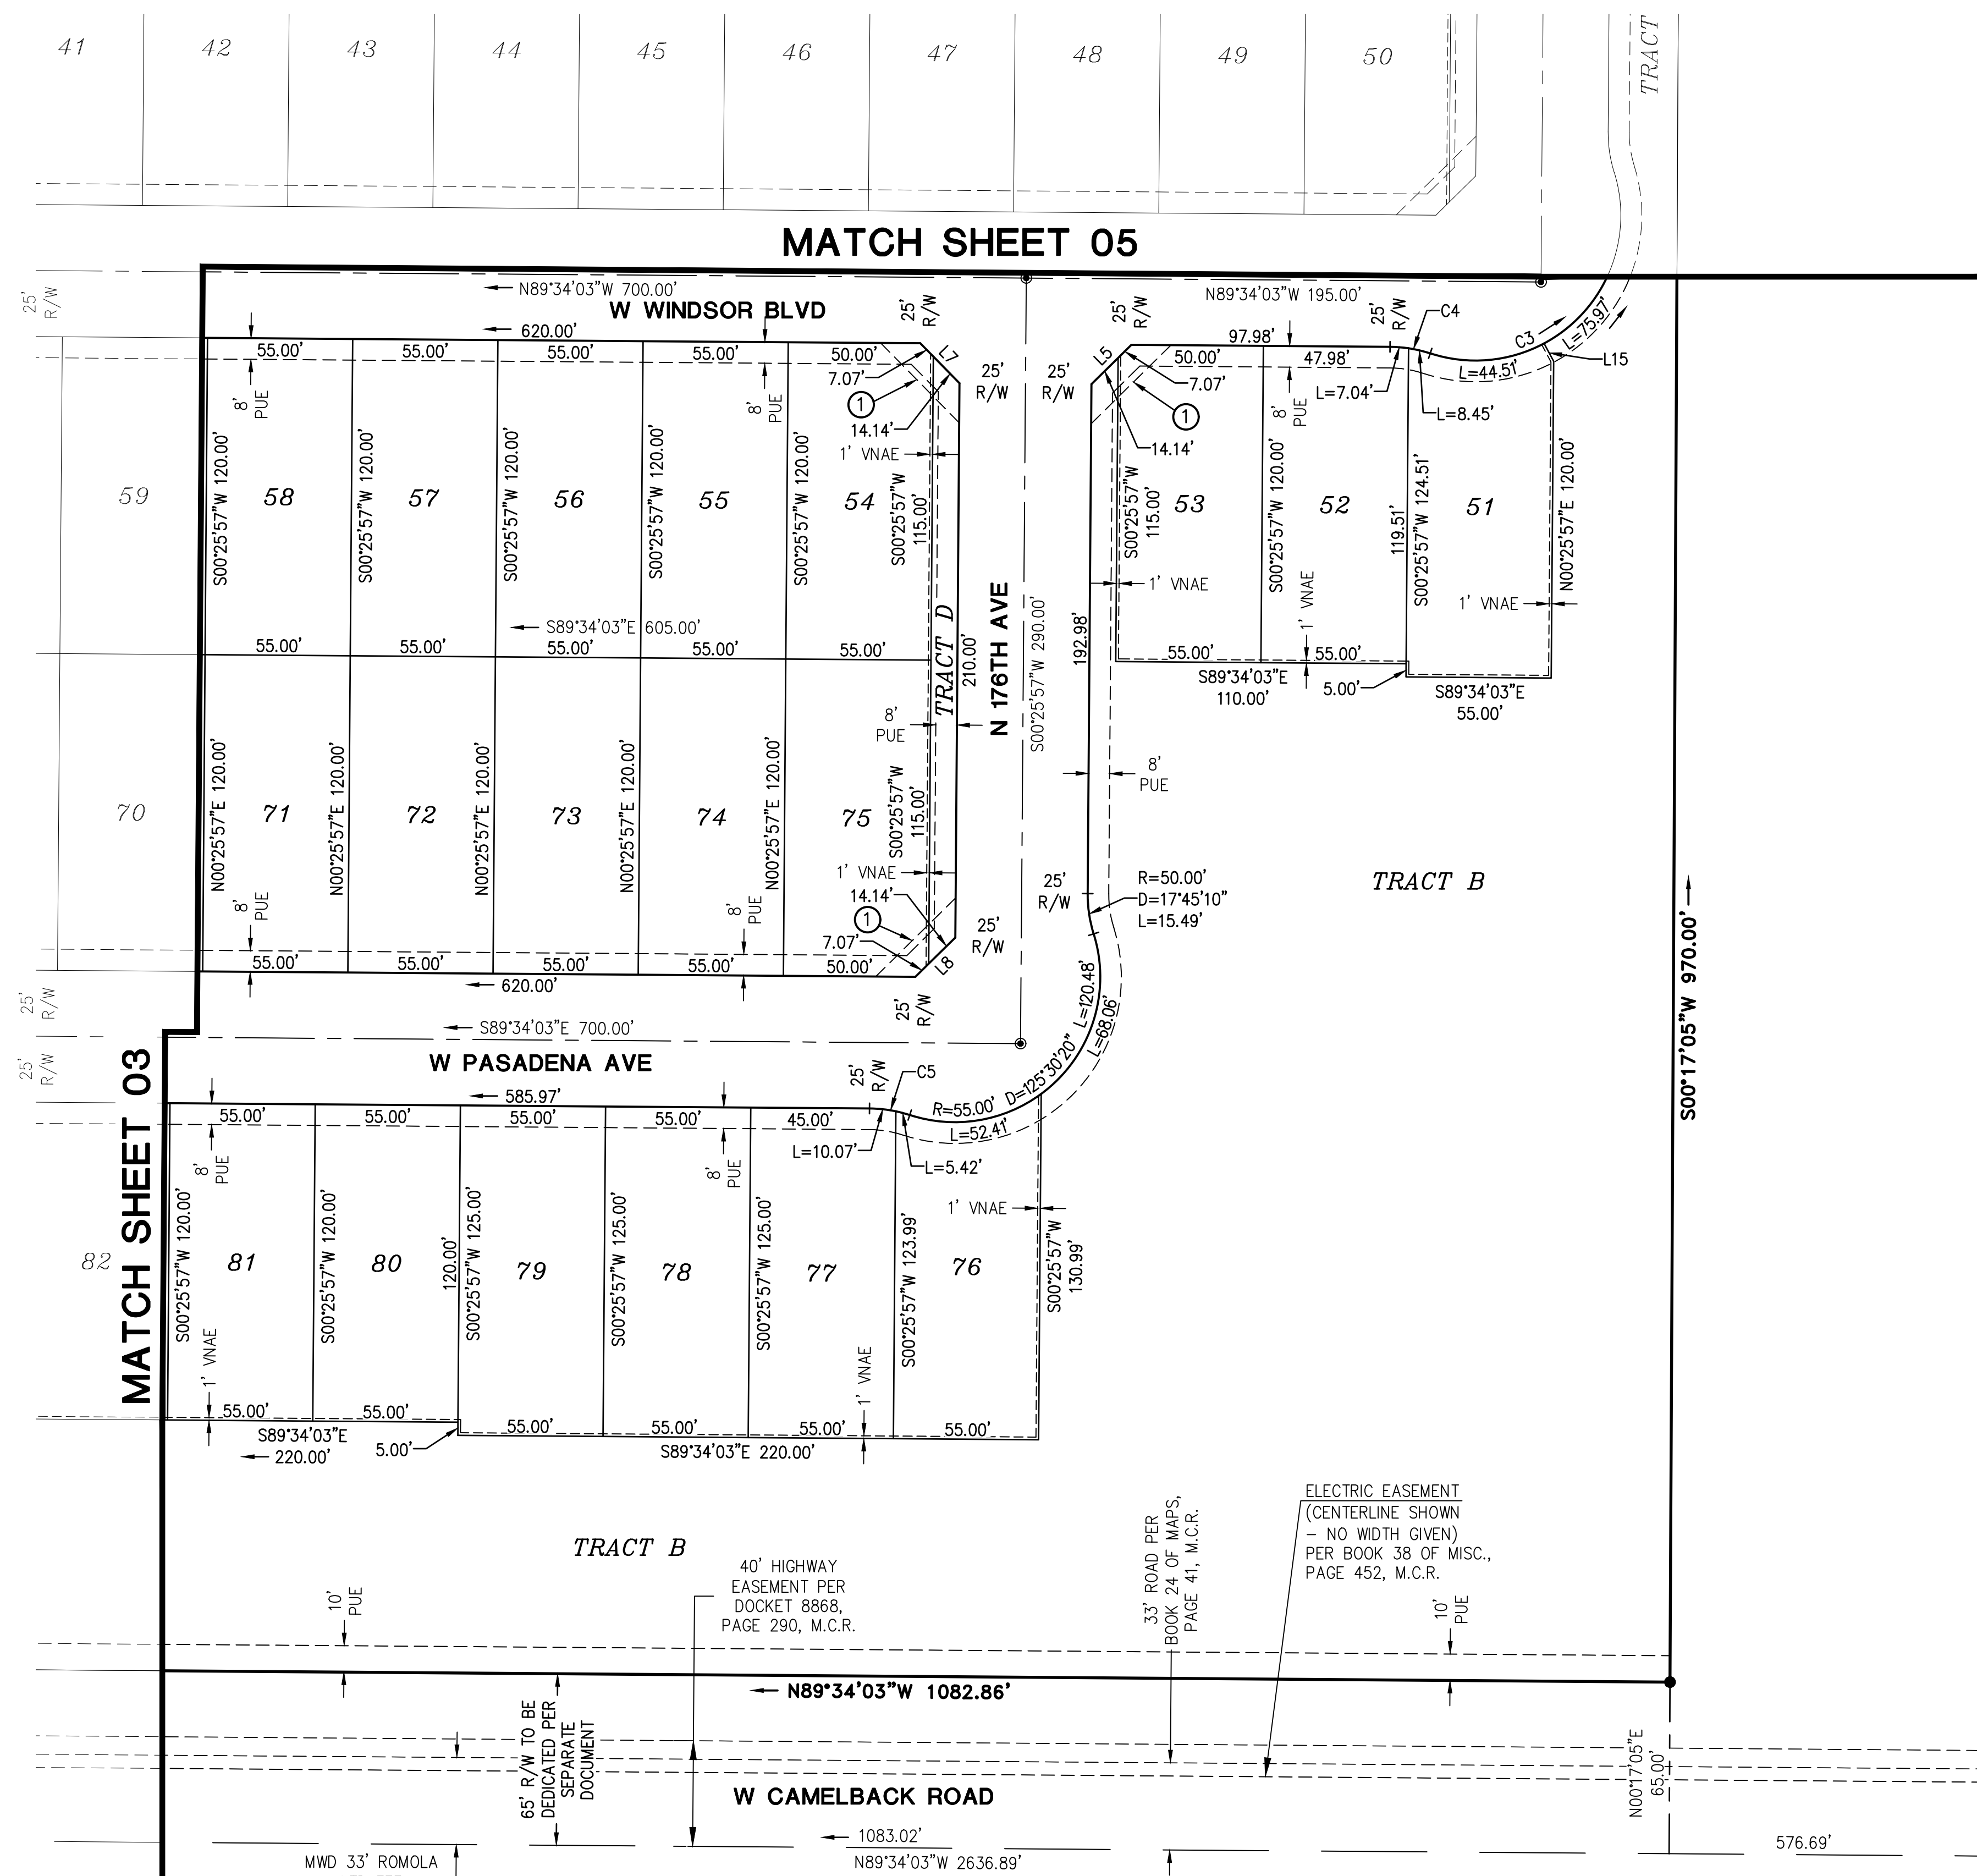 41
42
43
44
45
46
47
48
49
50
TRACT
MATCH SHEET 05
25'
R/W
N89°34'03"W 700.00'
W WINDSOR BLVD
25'
R/W
25'
R/W
N89°34'03"W 195.00'
25'
R/W
C4
C3
L=75.97'
L15
620.00'
55.00'
55.00'
55.00'
55.00'
50.00'
L7
7.07'
1
14.14'
1' VNAE
25'
R/W
25'
R/W
L5
97.98'
50.00'
47.98'
7.07'
1
14.14'
L=7.04'
L=44.51'
L=8.45'
8'
PUE
8'
PUE
8'
PUE
59
S00°25'57"W 120.00'
58
S00°25'57"W 120.00'
57
S00°25'57"W 120.00'
56
S00°25'57"W 120.00'
55
S00°25'57"W 120.00'
54
S00°25'57"W
115.00'
S00°25'57"W
115.00'
53
S00°25'57"W 120.00'
52
119.51'
S00°25'57"W 124.51'
51
N00°25'57"E 120.00'
1' VNAE
1' VNAE
1' VNAE
S89°34'03"E 605.00'
55.00'
55.00'
55.00'
55.00'
55.00'
TRACT D
210.00'
N 176TH AVE
S00°25'57"W 290.00'
192.98'
55.00'
55.00'
S89°34'03"E
110.00'
5.00'
S89°34'03"E
55.00'
8'
PUE
8'
PUE
70
N00°25'57"E 120.00'
71
N00°25'57"E 120.00'
72
N00°25'57"E 120.00'
73
N00°25'57"E 120.00'
74
N00°25'57"E 120.00'
75
S00°25'57"W
115.00'
1' VNAE
14.14'
1
7.07'
L8
25'
R/W
25'
R/W
R=50.00'
D=17°45'10"
L=15.49'
TRACT B
S00°17'05"W 970.00'
8'
PUE
8'
PUE
55.00'
55.00'
55.00'
55.00'
50.00'
620.00'
25'
R/W
25'
R/W
S89°34'03"E 700.00'
25'
R/W
W PASADENA AVE
25'
R/W
C5
L=120.48'
L=68.06'
D=125°30'20"
R=55.00'
L=52.41'
MATCH SHEET 03
585.97'
55.00'
55.00'
55.00'
55.00'
45.00'
L=10.07'
L=5.42'
8'
PUE
8'
PUE
82
S00°25'57"W 120.00'
81
S00°25'57"W 120.00'
80
120.00'
S00°25'57"W 125.00'
79
S00°25'57"W 125.00'
78
S00°25'57"W 125.00'
77
S00°25'57"W 123.99'
76
1' VNAE
S00°25'57"W
130.99'
1' VNAE
1' VNAE
55.00'
55.00'
55.00'
55.00'
55.00'
55.00'
S89°34'03"E
220.00'
5.00'
S89°34'03"E 220.00'
TRACT B
40' HIGHWAY
EASEMENT PER
DOCKET 8868,
PAGE 290, M.C.R.
33' ROAD PER
BOOK 24 OF MAPS,
PAGE 41, M.C.R.
ELECTRIC EASEMENT
(CENTERLINE SHOWN
- NO WIDTH GIVEN)
PER BOOK 38 OF MISC.,
PAGE 452, M.C.R.
10'
PUE
10'
PUE
N89°34'03"W 1082.86'
65' R/W TO BE
DEDICATED PER
SEPARATE
DOCUMENT
N00°17'05"E
65.00'
W CAMELBACK ROAD
1083.02'
N89°34'03"W 2636.89'
576.69'
MWD 33' ROMOLA